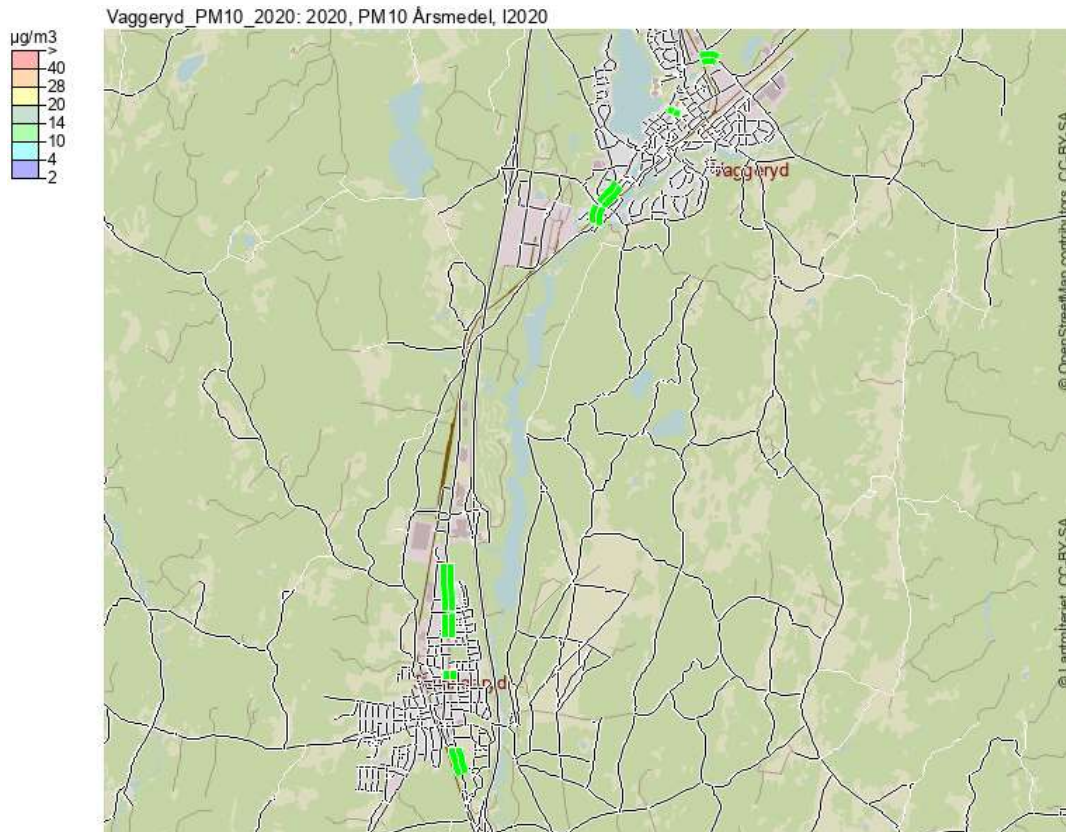 Vaggeryd_PM10_2020: 2020, PM10 Årsmedel, I2020
µg/m3
>
40
28
20
14
10
4
2
Vaggeryd
© OpenStreetMap contributors, CC-BY-SA
© Lantmäteriet, CC-BY-SA